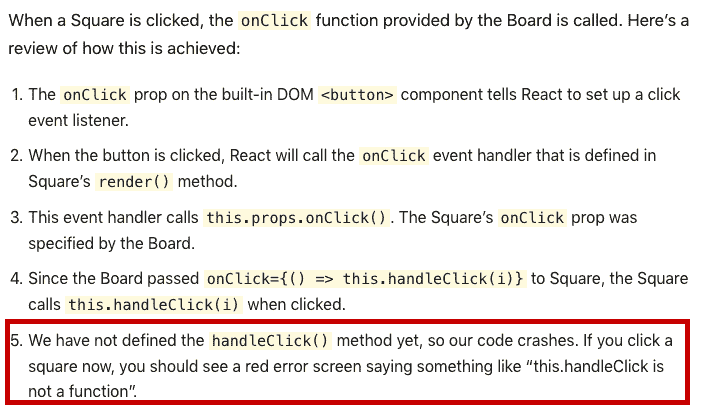 When a Square is clicked, the onClick function provided by the Board is called. Here’s a
review of how this is achieved:
1. The onClick prop on the built-in DOM <button> component tells React to set up a click
event listener.
2. When the button is clicked, React will call the onClick event handler that is defined in
Square’s render() method.
3. This event handler calls this.props.onClick(). The Square’s onClick prop was
specified by the Board.
4. Since the Board passed onClick={() => this.handleClick(i)} to Square, the Square
calls this.handleClick(i) when clicked.
5. We have not defined the handleClick() method yet, so our code crashes. If you click a
square now, you should see a red error screen saying something like “this.handleClick is
not a function”.